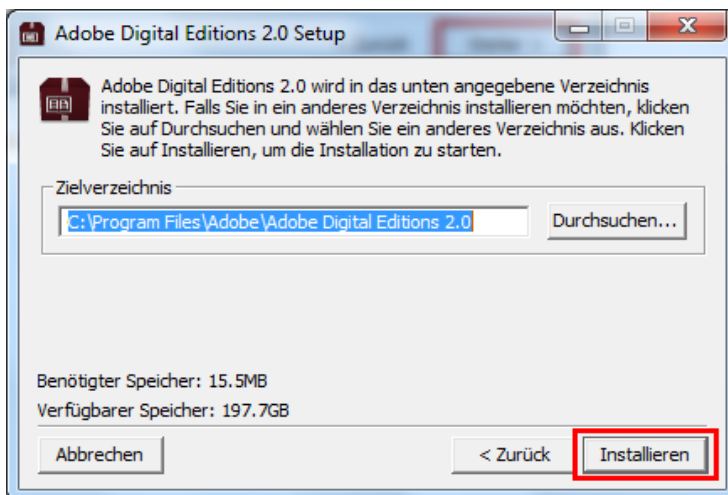 Adobe Digital Editions 2.0 Setup
Adobe Digital Editions 2.0 wird in das unten angegebene Verzeichnis
installiert. Falls Sie in ein anderes Verzeichnis installieren möchten, klicken
Sie auf Durchsuchen und wählen Sie ein anderes Verzeichnis aus. Klicken
Sie auf Installieren, um die Installation zu starten.
Zielverzeichnis
C:\Program Files\Adobe\Adobe Digital Editions 2.0
Durchsuchen...
Benötigter Speicher: 15.5MB
Verfügbarer Speicher: 197.7GB
Abbrechen
< Zurück
Installieren